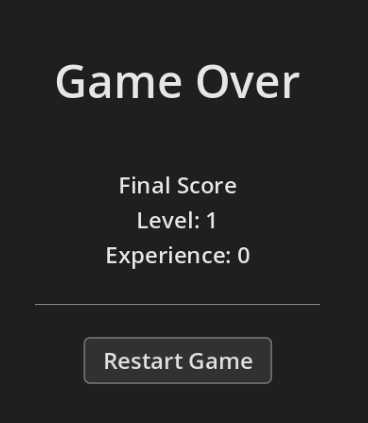 Game Over
Final Score
Level: 1
Experience: 0
Restart Game